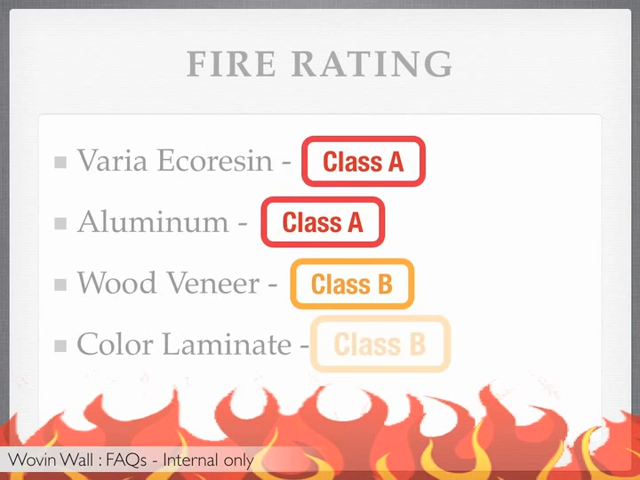 FIRE RATING
Varia Ecoresin - Class A
Aluminum - Class A
Wood Veneer - Class B
Color Laminate - Class B
Wovin Wall : FAQs - Internal only